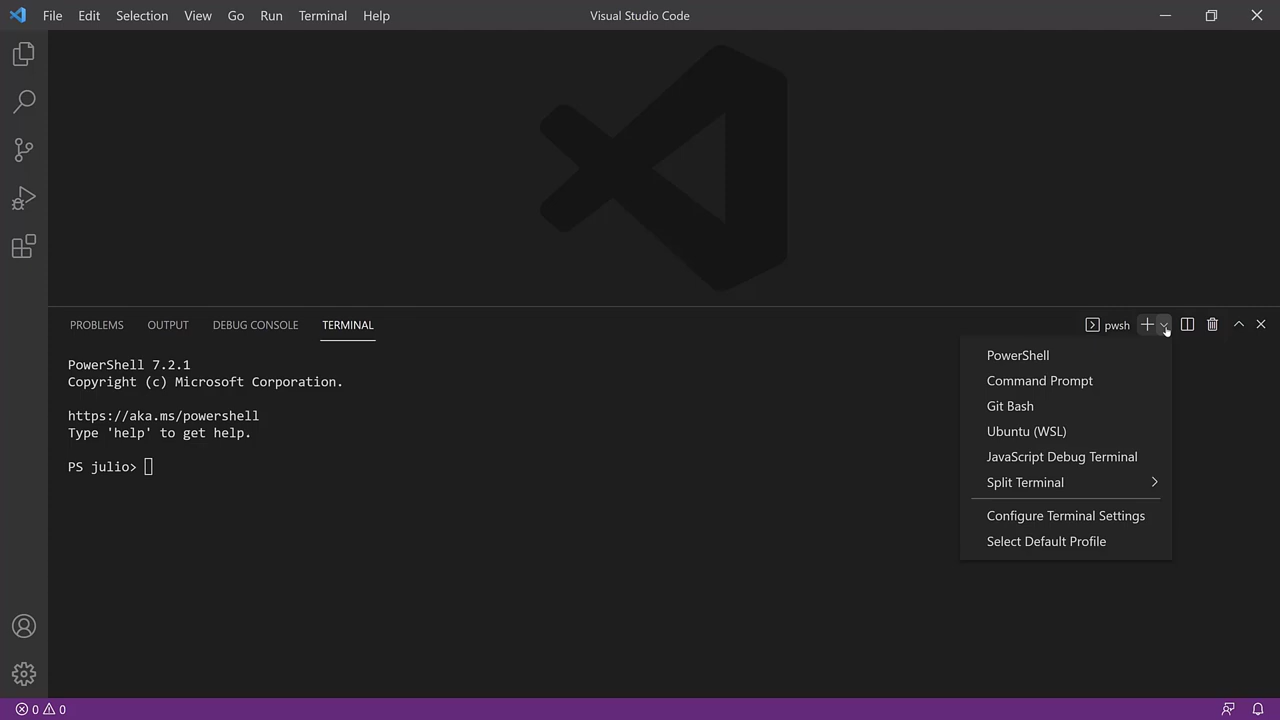 File Edit Selection View Go Run Terminal Help Visual Studio Code
PROBLEMS OUTPUT DEBUG CONSOLE TERMINAL pwsh
PowerShell 7.2.1
Copyright (c) Microsoft Corporation.
https://aka.ms/powershell
Type 'help' to get help.
PS julio>
PowerShell
Command Prompt
Git Bash
Ubuntu (WSL)
JavaScript Debug Terminal
Split Terminal
Configure Terminal Settings
Select Default Profile
0 0